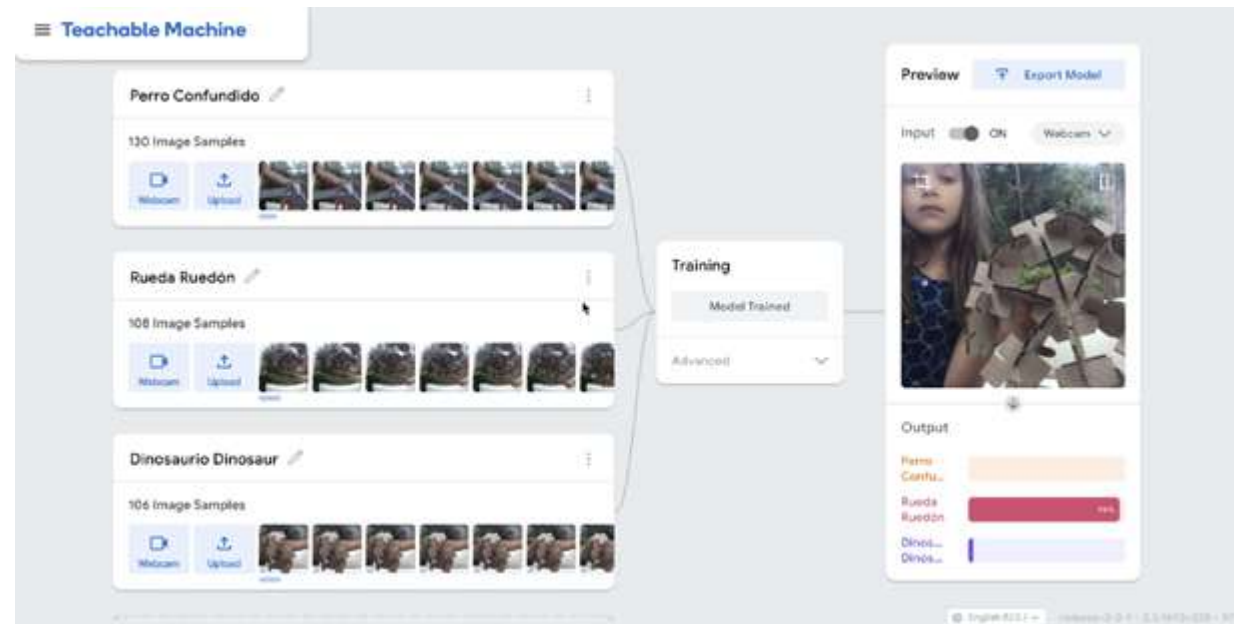 Teachable Machine
Perro Confundido
130 Image Samples
Webcam
Upload
Rueda Ruedón
108 Image Samples
Webcam
Upload
Dinosaurio Dinosaur
106 Image Samples
Webcam
Upload
Training
Model Trained
Advanced
Preview
Export Model
Input
ON
Webcam
Output
Perro
Confu...
Rueda
Ruedón
Dinos...
Dinos...